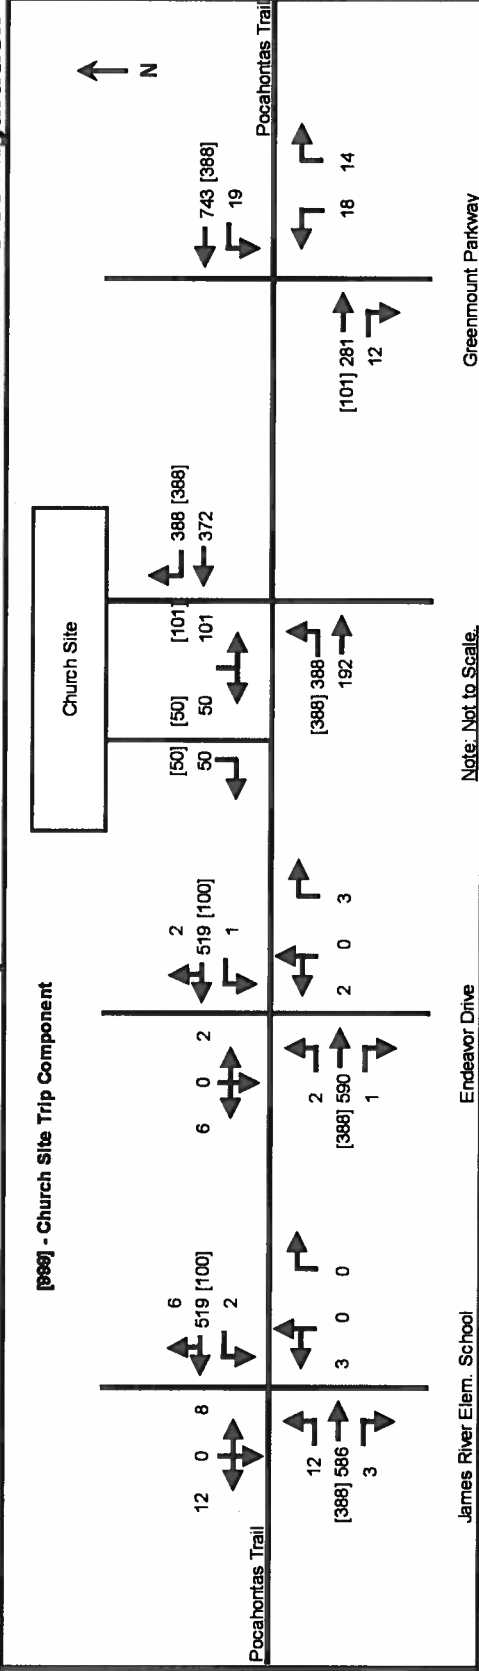 [999] - Church Site Trip Component
N
Church Site
Pocahontas Trail
Pocahontas Trail
12 0 8
6
519 [100]
2
12
[388] 586
3
3 0 0
James River Elem. School
6 0 2
2
519 [100]
1
2
[388] 590
1
2 0 3
Endeavor Drive
[50]
50
[50] [101]
50 101
388 [388]
372
[388] 388
192
Note: Not to Scale.
743 [388]
19
[101] 281
12
18 14
Greenmount Parkway